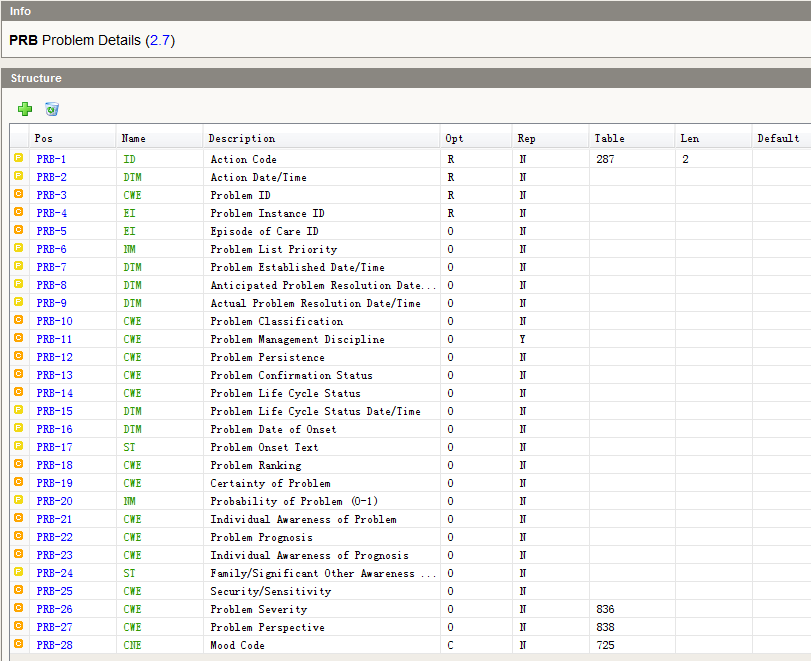 Info
PRB Problem Details (2.7)
Structure
Pos Name Description Opt Rep Table Len Default
P PRB-1 ID Action Code R N 287 2
P PRB-2 DTM Action Date/Time R N
C PRB-3 CWE Problem ID R N
C PRB-4 EI Problem Instance ID R N
C PRB-5 EI Episode of Care ID O N
P PRB-6 NM Problem List Priority O N
P PRB-7 DTM Problem Established Date/Time O N
P PRB-8 DTM Anticipated Problem Resolution Date... O N
P PRB-9 DTM Actual Problem Resolution Date/Time O N
C PRB-10 CWE Problem Classification O N
C PRB-11 CWE Problem Management Discipline O Y
C PRB-12 CWE Problem Persistence O N
C PRB-13 CWE Problem Confirmation Status O N
C PRB-14 CWE Problem Life Cycle Status O N
P PRB-15 DTM Problem Life Cycle Status Date/Time O N
P PRB-16 DTM Problem Date of Onset O N
P PRB-17 ST Problem Onset Text O N
C PRB-18 CWE Problem Ranking O N
C PRB-19 CWE Certainty of Problem O N
P PRB-20 NM Probability of Problem (0-1) O N
C PRB-21 CWE Individual Awareness of Problem O N
C PRB-22 CWE Problem Prognosis O N
C PRB-23 CWE Individual Awareness of Prognosis O N
P PRB-24 ST Family/Significant Other Awareness ... O N
C PRB-25 CWE Security/Sensitivity O N
C PRB-26 CWE Problem Severity O N 836
C PRB-27 CWE Problem Perspective O N 838
C PRB-28 CNE Mood Code C N 725